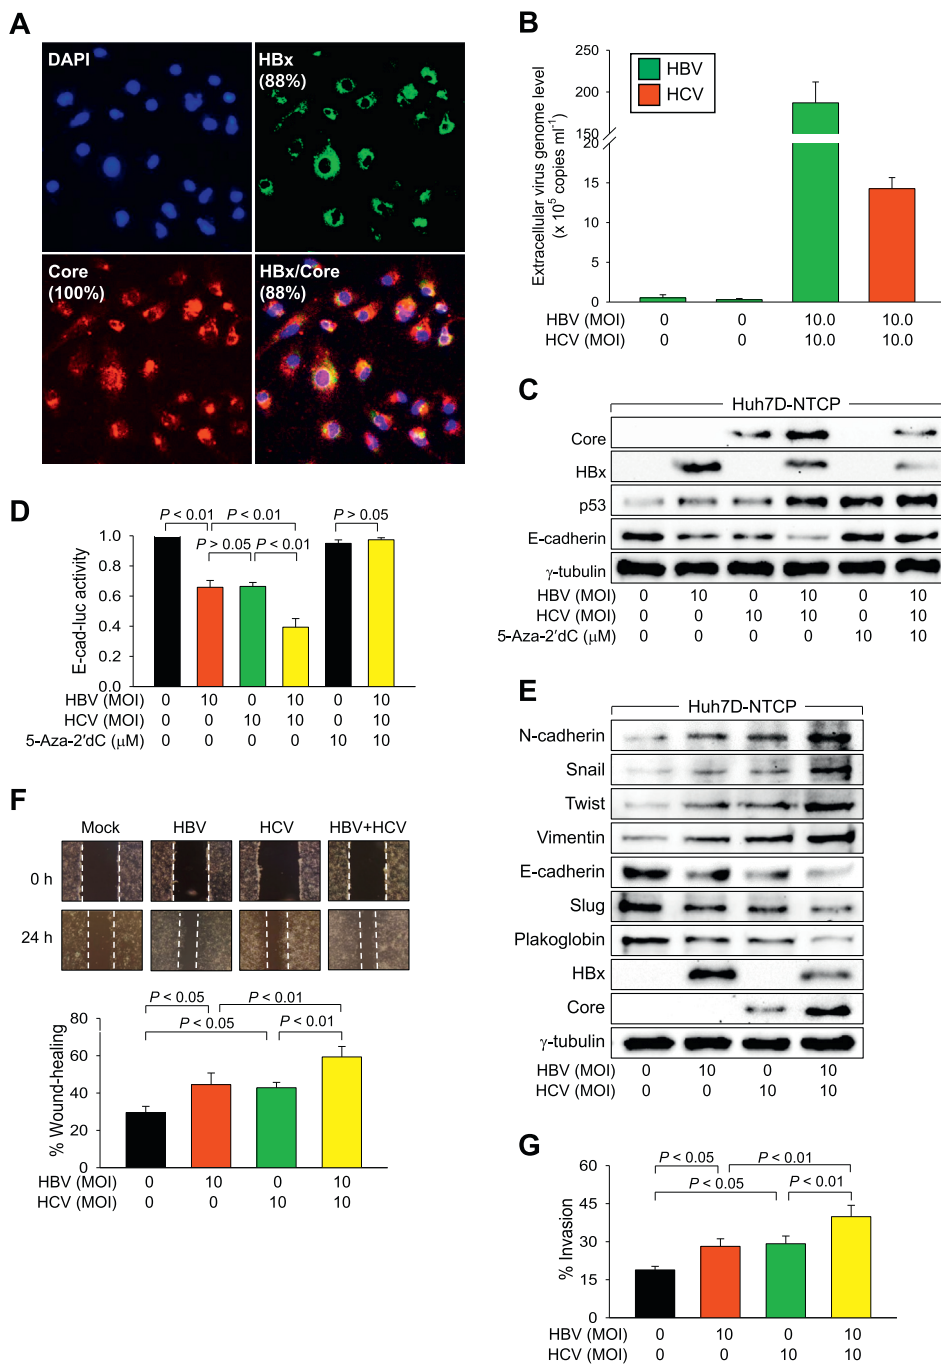 A
DAPI
HBx
(88%)
Core
(100%)
HBx/Core
(88%)
B
Extracellular virus genome level
(x 10⁵ copies ml⁻¹)
250
200
150
20
15
10
5
0
HBV
HCV
HBV (MOI) 0 0 10.0 10.0
HCV (MOI) 0 0 10.0 10.0
C
Huh7D-NTCP
Core
HBx
p53
E-cadherin
γ-tubulin
HBV (MOI) 0 10 0 10 0 10
HCV (MOI) 0 0 10 10 0 10
5-Aza-2'dC (μM) 0 0 0 0 10 10
D
P < 0.01
P < 0.01
P > 0.05
P > 0.05
P < 0.01
E-cad-luc activity
1.0
0.8
0.6
0.4
0.2
0.0
HBV (MOI) 0 10 0 10 0 10
HCV (MOI) 0 0 10 10 0 10
5-Aza-2'dC (μM) 0 0 0 0 10 10
E
Huh7D-NTCP
N-cadherin
Snail
Twist
Vimentin
E-cadherin
Slug
Plakoglobin
HBx
Core
γ-tubulin
HBV (MOI) 0 10 0 10
HCV (MOI) 0 0 10 10
F
Mock HBV HCV HBV+HCV
0 h
24 h
P < 0.05
P < 0.01
P < 0.05
P < 0.01
% Wound-healing
80
60
40
20
0
HBV (MOI) 0 10 0 10
HCV (MOI) 0 0 10 10
G
P < 0.05
P < 0.01
P < 0.05
P < 0.01
% Invasion
60
45
30
15
0
HBV (MOI) 0 10 0 10
HCV (MOI) 0 0 10 10